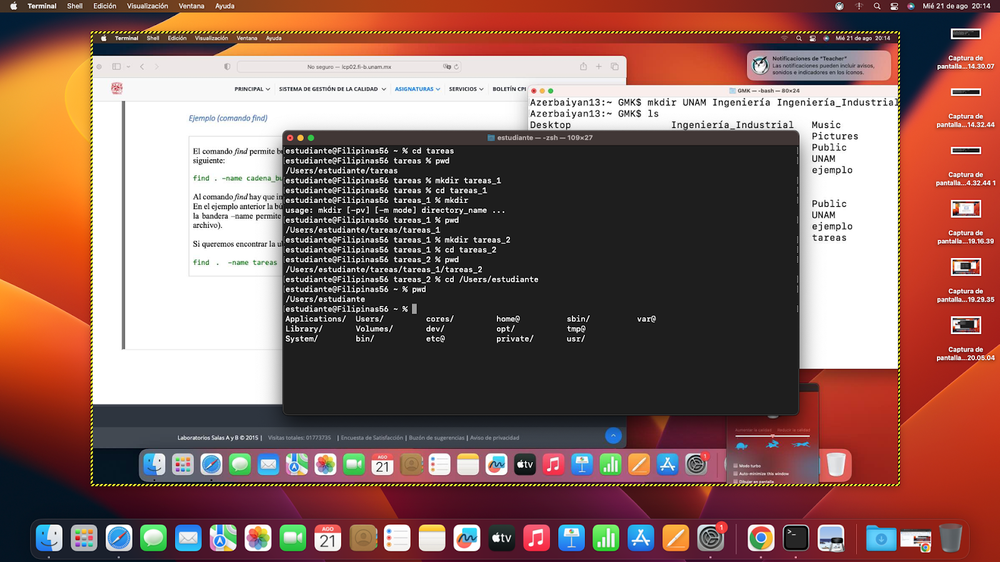 Terminal Shell Edición Visualización Ventana Ayuda
Mié 21 de ago 20:14
Terminal Shell Edición Visualización Ventana Ayuda
Mié 21 de ago 20:14
No seguro — lcp02.fi-b.unam.mx
Notificaciones de "Teacher"
Las notificaciones pueden incluir avisos,
sonidos e indicadores en los íconos.
PRINCIPAL SISTEMA DE GESTIÓN DE LA CALIDAD ASIGNATURAS SERVICIOS BOLETÍN CPI
Ejemplo (comando find)
El comando find permite
siguiente:
find . -name
Al comando find hay que
En el ejemplo anterior la
la bandera –name permite
archivo).
Si queremos encontrar la
find . -name tareas
GMK — -bash — 80×24
Azerbaiyan13:~ GMK$ mkdir UNAM Ingeniería Ingeniería_Industrial
Azerbaiyan13:~ GMK$ ls
Desktop Ingeniería_Industrial Music
Pictures
Public
UNAM
ejemplo
Public
UNAM
ejemplo
tareas
estudiante — -zsh — 109×27
estudiante@Filipinas56 ~ % cd tareas
estudiante@Filipinas56 tareas % pwd
/Users/estudiante/tareas
estudiante@Filipinas56 tareas % mkdir tareas_1
estudiante@Filipinas56 tareas % cd tareas_1
estudiante@Filipinas56 tareas_1 % mkdir
usage: mkdir [-pv] [-m mode] directory_name ...
estudiante@Filipinas56 tareas_1 % pwd
/Users/estudiante/tareas/tareas_1
estudiante@Filipinas56 tareas_1 % mkdir tareas_2
estudiante@Filipinas56 tareas_1 % cd tareas_2
estudiante@Filipinas56 tareas_2 % pwd
/Users/estudiante/tareas/tareas_1/tareas_2
estudiante@Filipinas56 tareas_2 % cd /Users/estudiante
estudiante@Filipinas56 ~ % pwd
/Users/estudiante
estudiante@Filipinas56 ~ %
Applications/ Users/ cores/ home@ sbin/ var@
Library/ Volumes/ dev/ opt/ tmp@
System/ bin/ etc@ private/ usr/
Aumentar la calidad Reducir la calidad
Modo turbo
Auto-minimize this window
Dibujar en pantalla
Laboratorios Salas A y B © 2015 | Visitas totales: 01773735 | Encuesta de Satisfacción | Buzón de sugerencias | Aviso de privacidad
AGO
21
tv
1
Captura de
pantalla...14.30.07
Captura de
pantalla...14.32.44
Captura de
pantalla...4.32.44 1
Captura de
pantalla...19.16.39
Captura de
pantalla...19.29.35
Captura de
pantalla...20.05.04
AGO
21
tv
1
>_